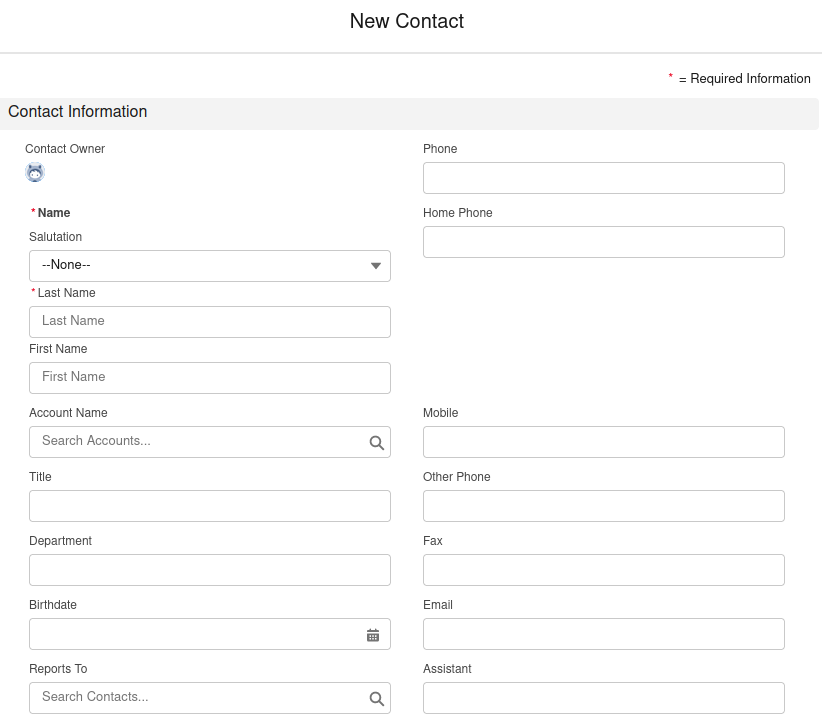 New Contact
* = Required Information
Contact Information
Contact Owner
Phone
* Name
Home Phone
Salutation
--None--
* Last Name
Last Name
First Name
First Name
Account Name
Mobile
Search Accounts...
Title
Other Phone
Department
Fax
Birthdate
Email
Reports To
Assistant
Search Contacts...